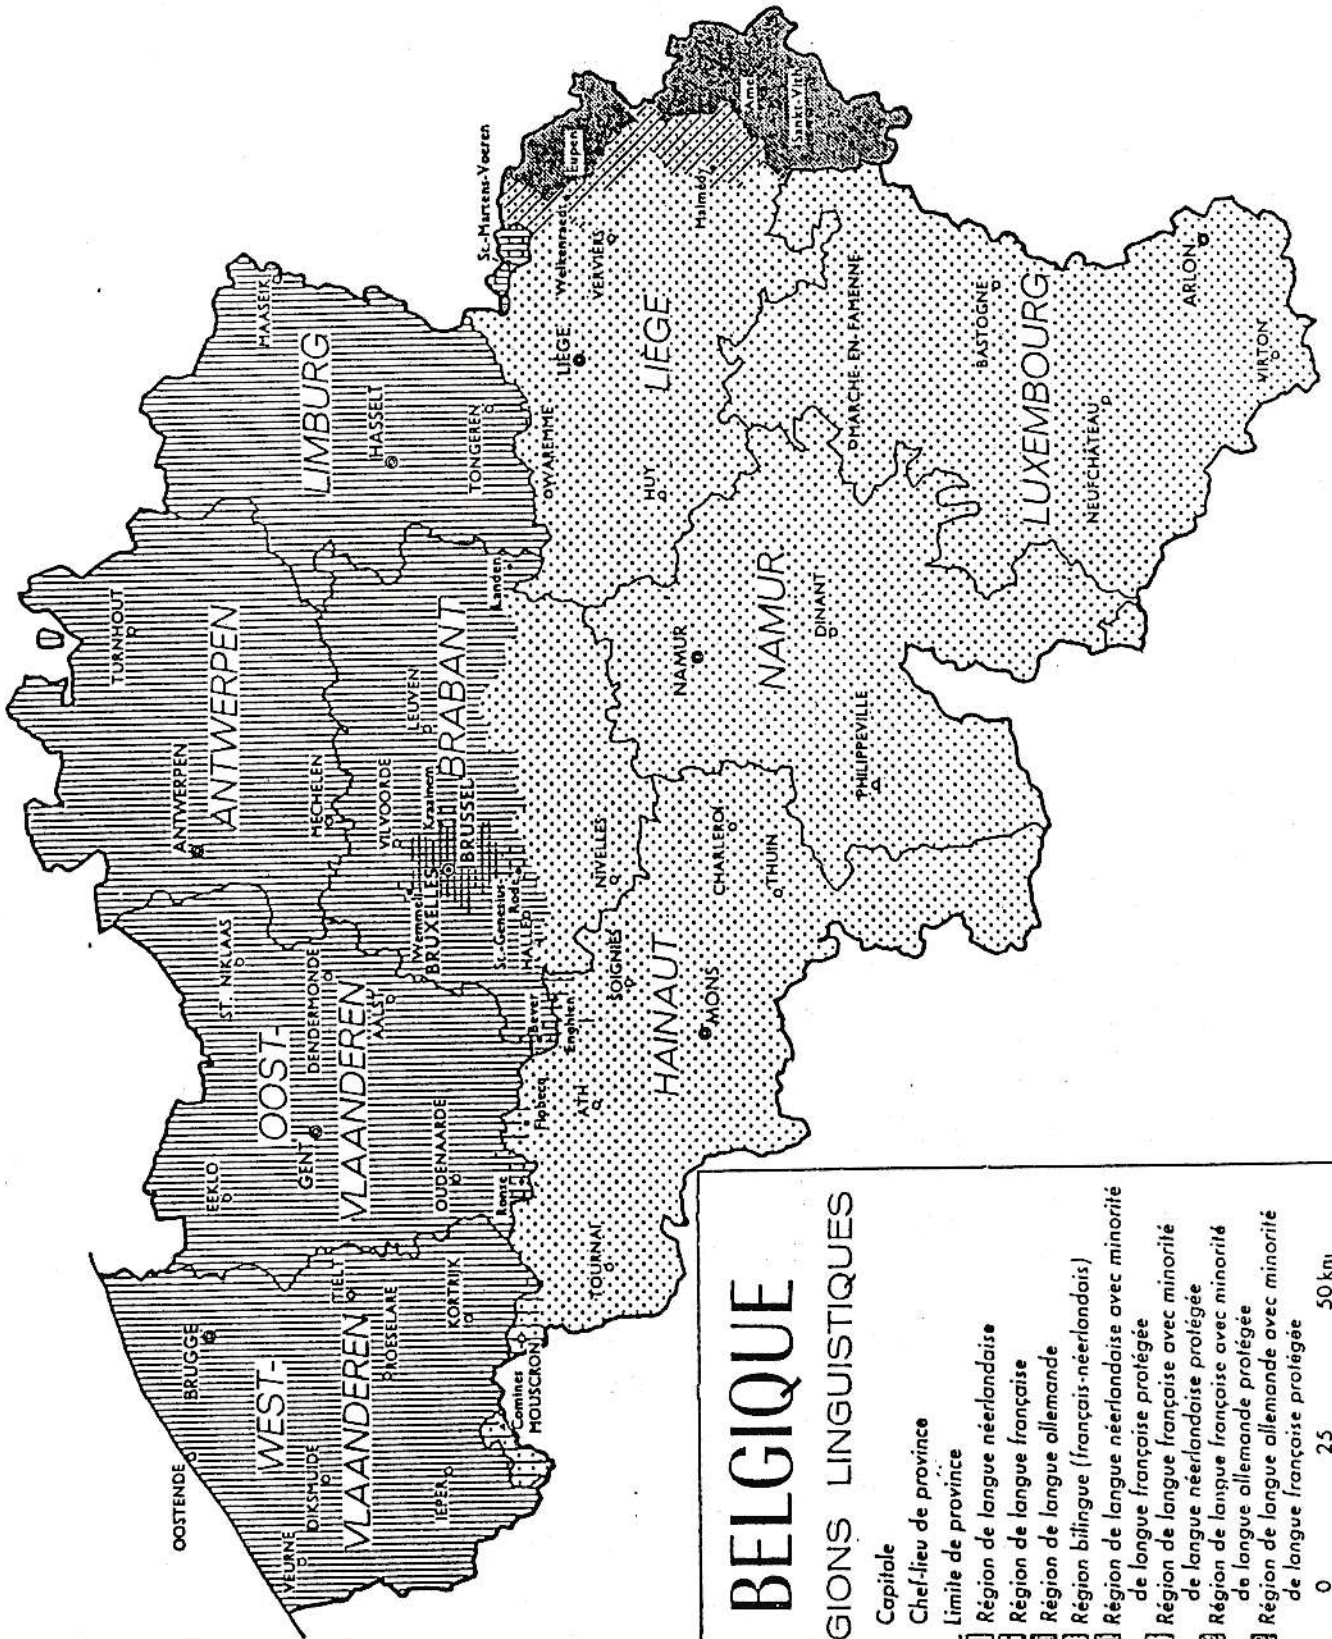 BELGIQUE
GIONS LINGUISTIQUES
Capitale
Chef-lieu de province
Limite de province
Région de langue néerlandaise
Région de langue française
Région de langue allemande
Région bilingue (français-néerlandais)
Région de langue néerlandaise avec minorité
de langue française protégée
Région de langue française avec minorité
de langue néerlandaise protégée
Région de langue française avec minorité
de langue allemande protégée
Région de langue allemande avec minorité
de langue française protégée
0 25 50 km
OOSTENDE
BRUGGE
VEURNE
DIKSMUIDE
WEST-
VLAANDEREN
TIELT
ROESELARE
IEPER
KORTRIJK
Comines
MOUSCRON
EEKLO
ST. NIKLAAS
OOST-
VLAANDEREN
GENT
DENDERMONDE
AALST
OUDENAARDE
Ronse
Flobecq
Bever
Enghien
ANTWERPEN
TURNHOUT
ANTWERPEN
MECHELEN
VILVOORDE
Kraainem
Wemmel
BRUXELLES
BRUSSEL
St.-Genesius-
Rode
HALLE
LEUVEN
BRABANT
Landen
NIVELLES
MAASEIK
LIMBURG
HASSELT
TONGEREN
St.-Martens-Voeren
WAREMME
LIEGE
Welkenraedt
VERVIERS
Eupen
LIÈGE
HUY
Malmédy
Amel
Sankt-Vith
TOURNAI
ATH
SOIGNIES
HAINAUT
MONS
CHARLEROI
THUIN
NAMUR
NAMUR
DINANT
PHILIPPEVILLE
MARCHE-EN-FAMENNE
BASTOGNE
LUXEMBOURG
NEUFCHÂTEAU
ARLON
VIRTON